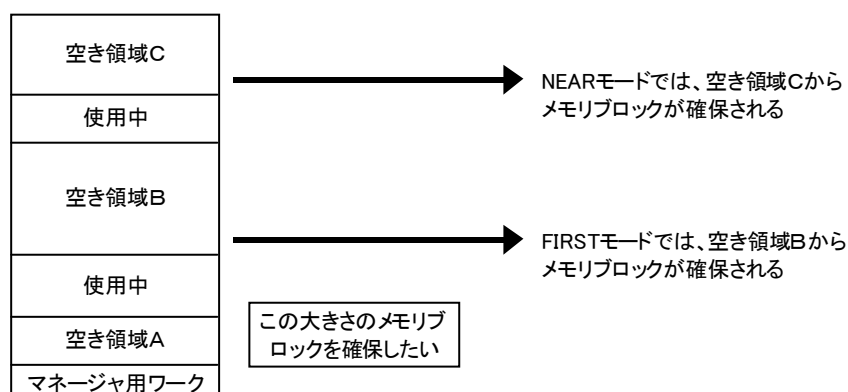 空き領域C
使用中
空き領域B
使用中
空き領域A
マネージャ用ワーク
NEARモードでは、空き領域Cから
メモリブロックが確保される
FIRSTモードでは、空き領域Bから
メモリブロックが確保される
この大きさのメモリブ
ロックを確保したい